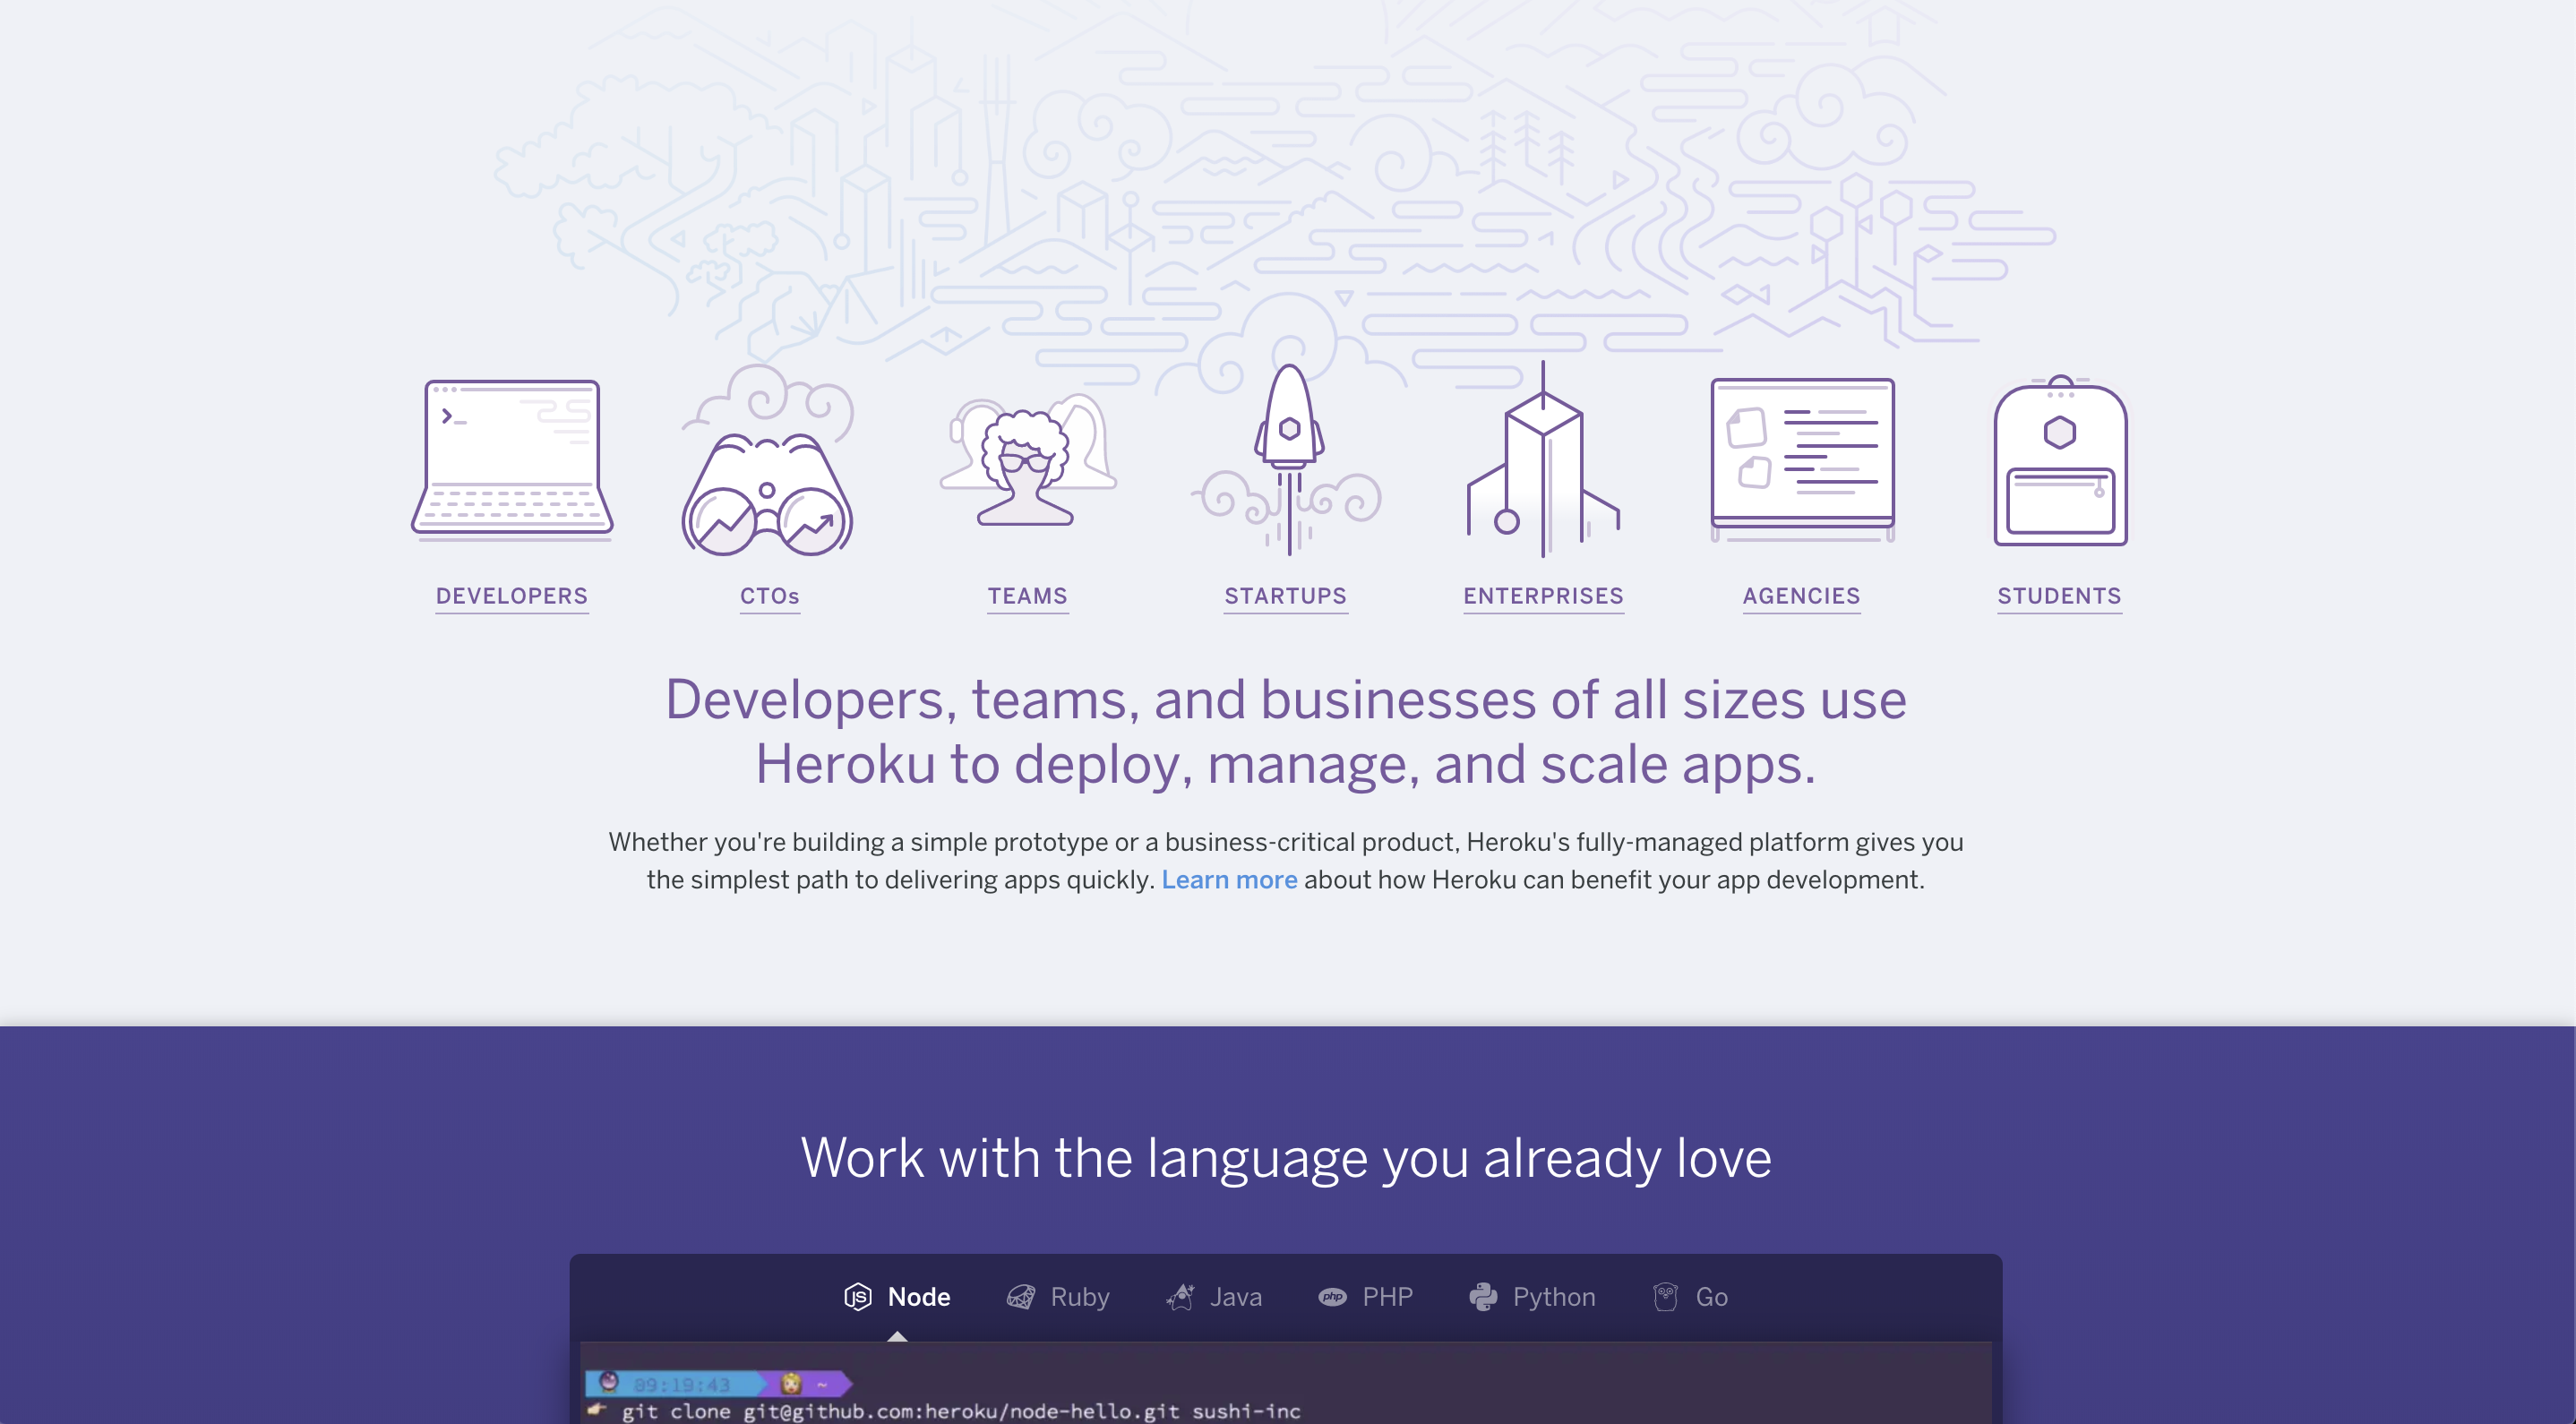 DEVELOPERS
CTOs
TEAMS
STARTUPS
ENTERPRISES
AGENCIES
STUDENTS
Developers, teams, and businesses of all sizes use
Heroku to deploy, manage, and scale apps.
Whether you're building a simple prototype or a business-critical product, Heroku's fully-managed platform gives you
the simplest path to delivering apps quickly. Learn more about how Heroku can benefit your app development.
Work with the language you already love
JS Node
Ruby
Java
php PHP
Python
Go
09:19:43 ~
git clone git@github.com:heroku/node-hello.git sushi-inc